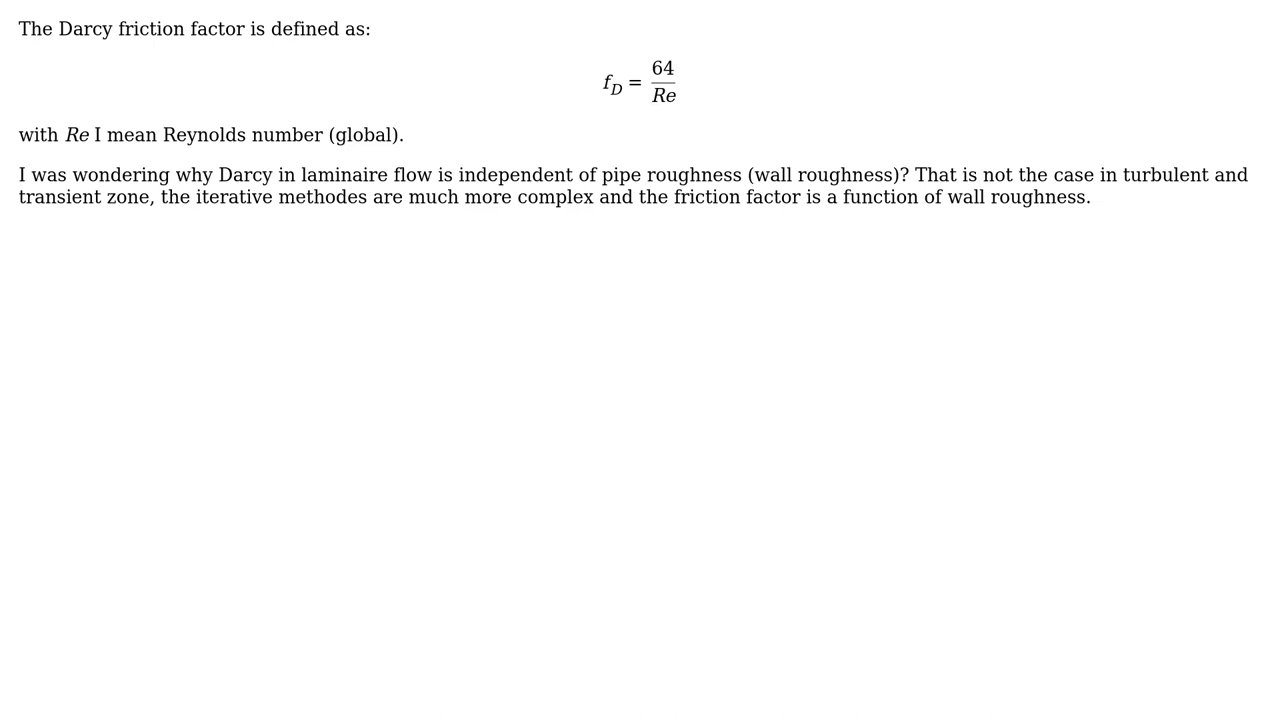 The Darcy friction factor is defined as:
f_D = 64/Re
with Re I mean Reynolds number (global).
I was wondering why Darcy in laminaire flow is independent of pipe roughness (wall roughness)? That is not the case in turbulent and
transient zone, the iterative methodes are much more complex and the friction factor is a function of wall roughness.